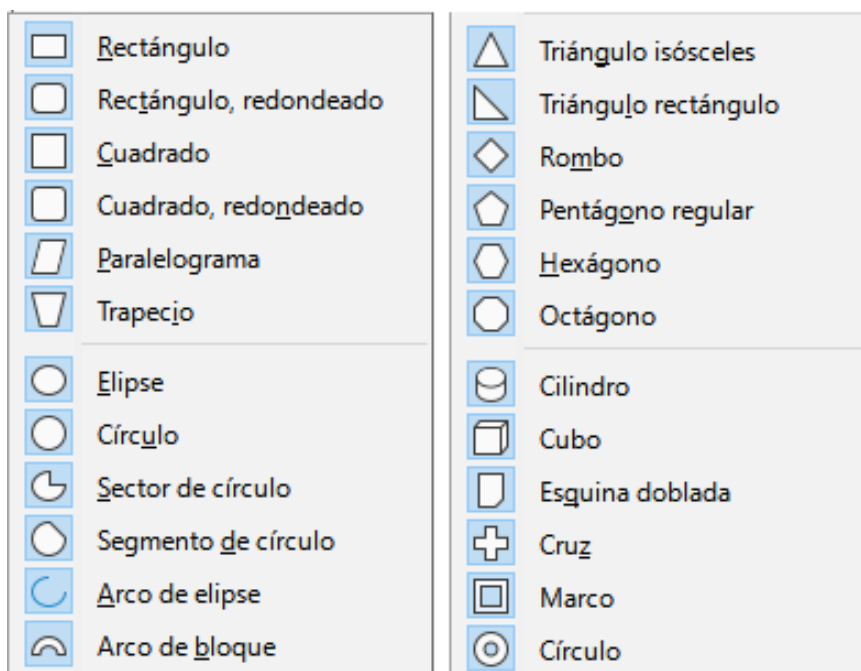 Rectángulo
Rectángulo, redondeado
Cuadrado
Cuadrado, redondeado
Paralelograma
Trapecio
Elipse
Círculo
Sector de círculo
Segmento de círculo
Arco de elipse
Arco de bloque
Triángulo isósceles
Triángulo rectángulo
Rombo
Pentágono regular
Hexágono
Octágono
Cilindro
Cubo
Esquina doblada
Cruz
Marco
Círculo